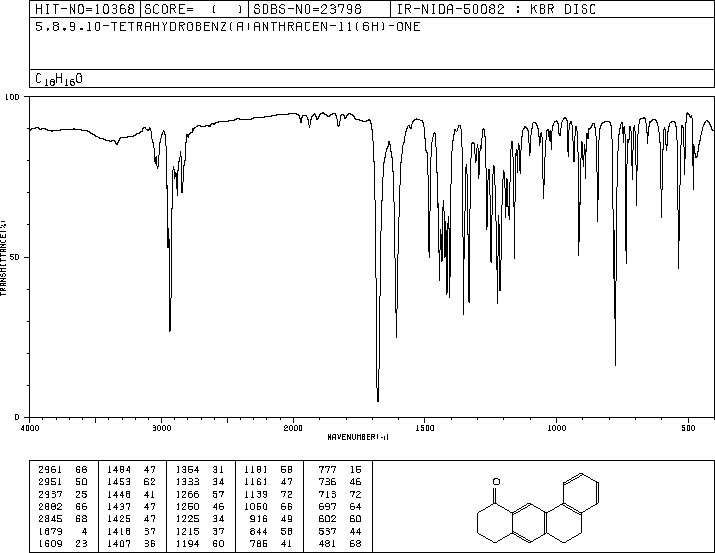 HIT-NO=10368 SCORE= ( ) SDBS-NO=23798 IR-NIDA-50082 : KBR DISC
5.8.9.10-TETRAHYDROBENZ(A)ANTHRACEN-11(6H)-ONE
C18H16O
100
50
0
TRANSMITTANCE(%)
4000 3000 2000 1500 1000 500
WAVENUMBER(-1)
2961 66 1484 47 1354 31 1181 58 777 15
2951 50 1453 62 1333 34 1161 47 736 46
2937 25 1448 41 1266 57 1139 72 713 72
2882 66 1437 47 1250 46 1050 66 697 64
2845 68 1425 47 1225 34 916 49 602 60
1679 4 1418 37 1215 37 844 58 537 44
1609 23 1407 36 1194 60 786 41 481 68
O